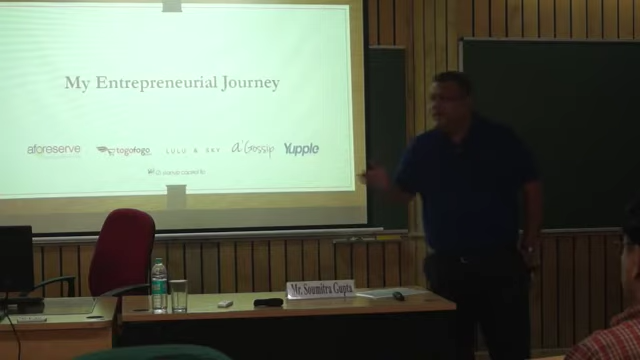 My Entrepreneurial Journey
aforeserve togofogo LULU & SKY a'Gossip Yupple
Mr. Soumitra Gupta